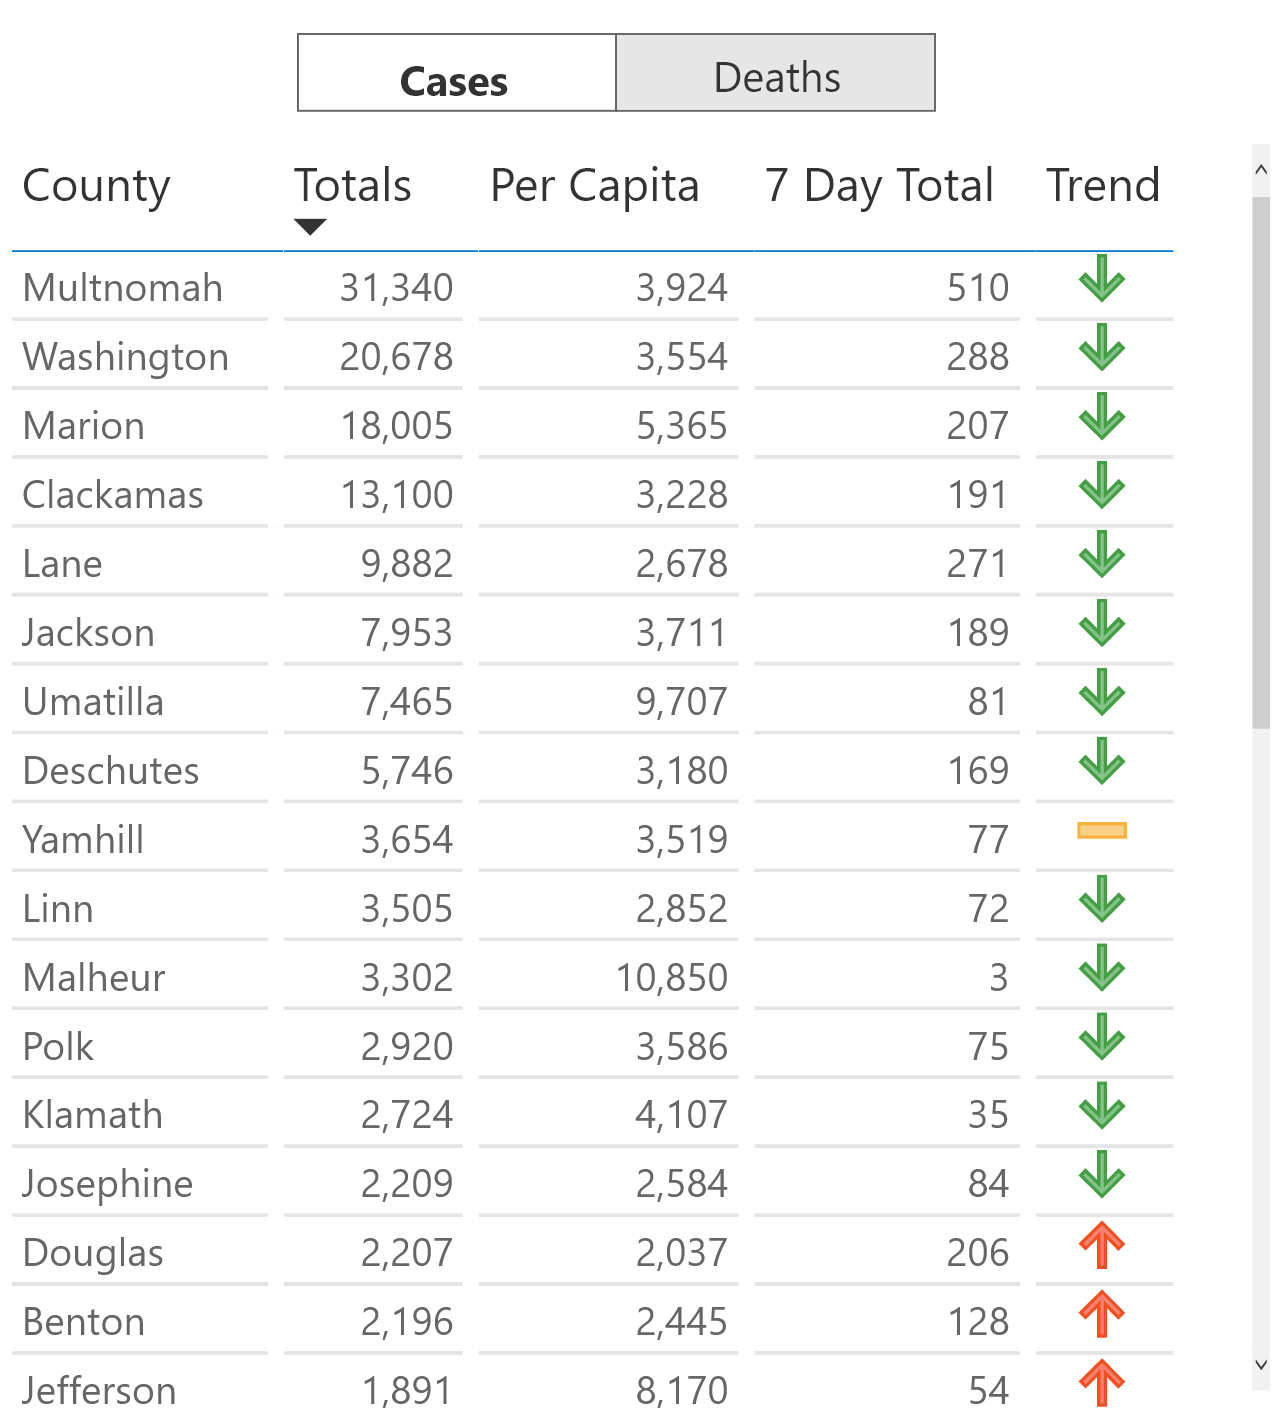 Cases Deaths
County Totals Per Capita 7 Day Total Trend
Multnomah 31,340 3,924 510
Washington 20,678 3,554 288
Marion 18,005 5,365 207
Clackamas 13,100 3,228 191
Lane 9,882 2,678 271
Jackson 7,953 3,711 189
Umatilla 7,465 9,707 81
Deschutes 5,746 3,180 169
Yamhill 3,654 3,519 77
Linn 3,505 2,852 72
Malheur 3,302 10,850 3
Polk 2,920 3,586 75
Klamath 2,724 4,107 35
Josephine 2,209 2,584 84
Douglas 2,207 2,037 206
Benton 2,196 2,445 128
Jefferson 1,891 8,170 54